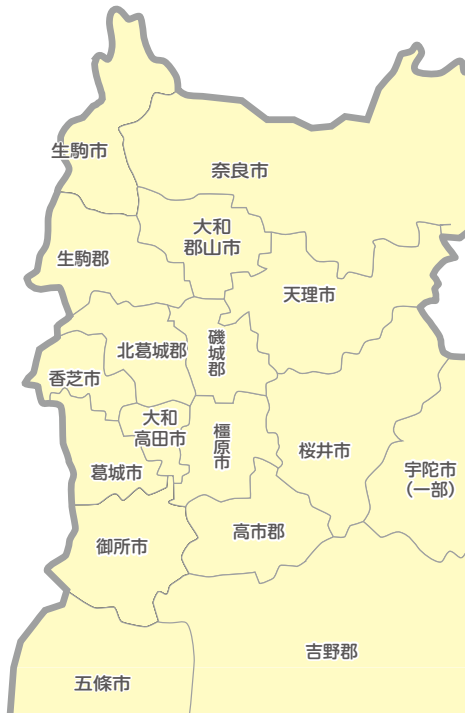 生駒市
奈良市
大和
郡山市
生駒郡
天理市
北葛城郡
磯城郡
香芝市
大和
高田市
橿原市
桜井市
葛城市
宇陀市
（一部）
高市郡
御所市
吉野郡
五條市